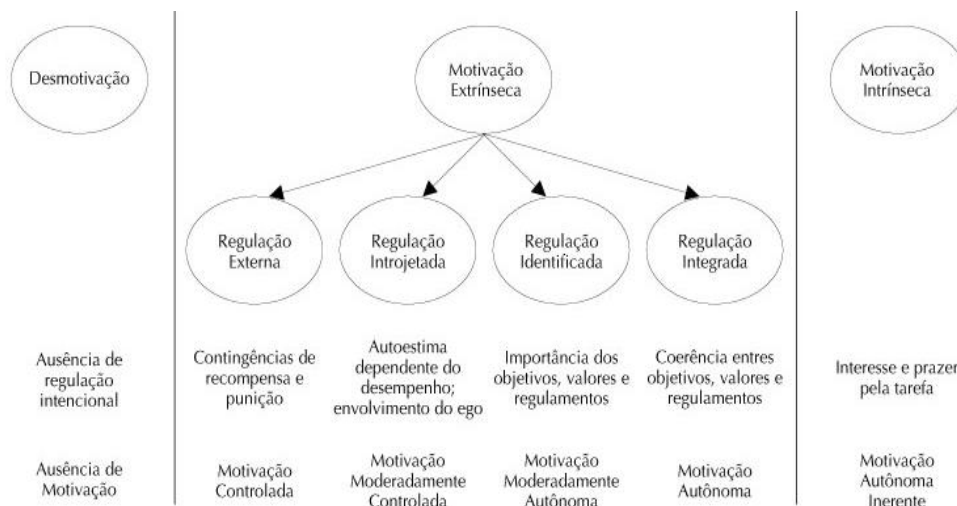 Desmotivação
Motivação
Extrínseca
Motivação
Intrínseca
Regulação
Externa
Regulação
Introjetada
Regulação
Identificada
Regulação
Integrada
Ausência de
regulação
intencional
Contingências de
recompensa e
punição
Autoestima
dependente do
desempenho;
envolvimento do ego
Importância dos
objetivos, valores e
regulamentos
Coerência entres
objetivos, valores e
regulamentos
Interesse e prazer
pela tarefa
Ausência de
Motivação
Motivação
Controlada
Motivação
Moderadamente
Controlada
Motivação
Moderadamente
Autônoma
Motivação
Autônoma
Motivação
Autônoma
Inerente